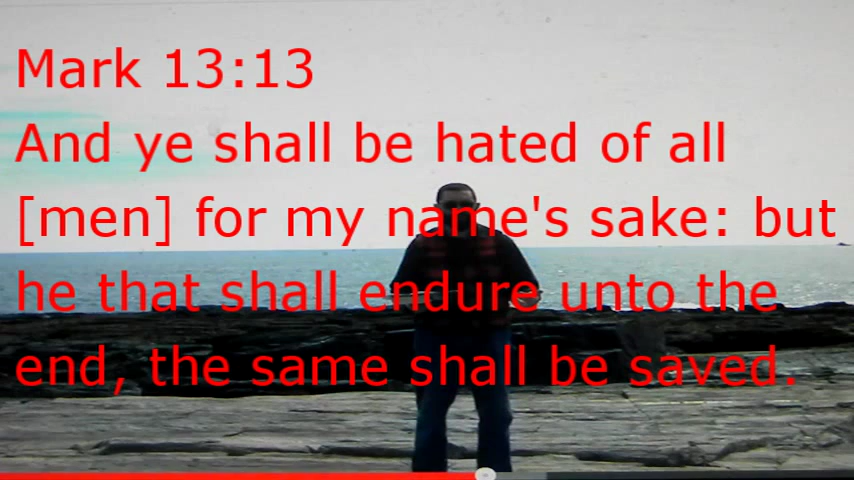 Mark 13:13
And ye shall be hated of all
[men] for my name's sake: but
he that shall endure unto the
end, the same shall be saved.